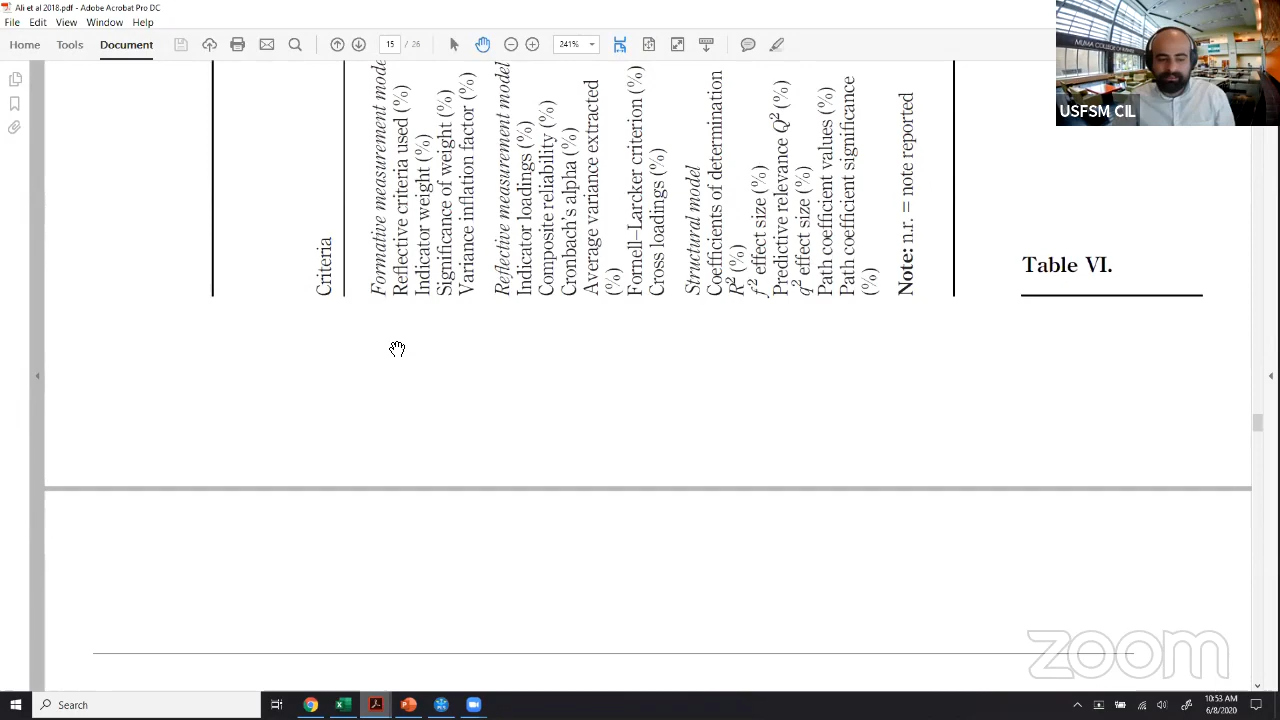 Ali et al 2018.pdf - Adobe Acrobat Pro DC
File Edit View Window Help
Home Tools Document
15 / 26
241%
MUMA COLLEGE OF
USFSM CIL
Criteria
Formative measurement mode
Reflective criteria used (%)
Indicator weight (%)
Significance of weight (%)
Variance inflation factor (%)
Reflective measurement model
Indicator loadings (%)
Composite reliability (%)
Cronbach's alpha (%)
Average variance extracted
(%)
Fornell–Larcker criterion (%)
Cross loadings (%)
Structural model
Coefficients of determination
R² (%)
f² effect size (%)
Predictive relevance Q² (%)
q² effect size (%)
Path coefficient values (%)
Path coefficient significance
(%)
Note: n.r. = note reported
Table VI.
zoom
Search
10:53 AM
6/8/2020